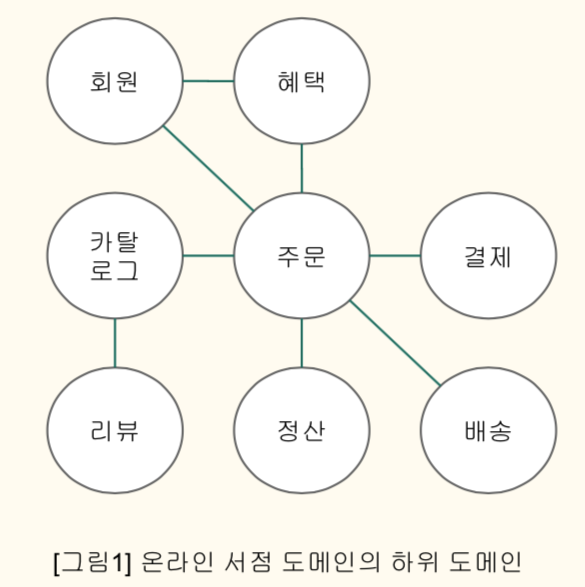 회원
혜택
카탈
로그
주문
결제
리뷰
정산
배송
[그림1] 온라인 서점 도메인의 하위 도메인